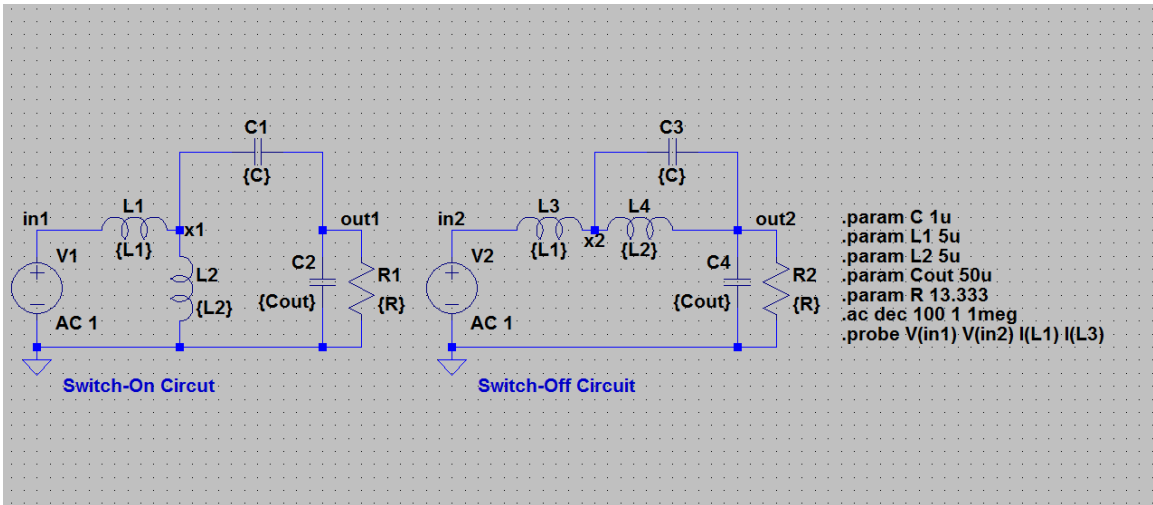 C1
{C}
in1
L1
{L1}
x1
out1
V1
L2
{L2}
C2
{Cout}
R1
{R}
AC 1
Switch-On Circut
C3
{C}
in2
L3
{L1}
x2
L4
{L2}
out2
V2
C4
{Cout}
R2
{R}
AC 1
Switch-Off Circuit
.param C 1u
.param L1 5u
.param L2 5u
.param Cout 50u
.param R 13.333
.ac dec 100 1 1meg
.probe V(in1) V(in2) I(L1) I(L3)